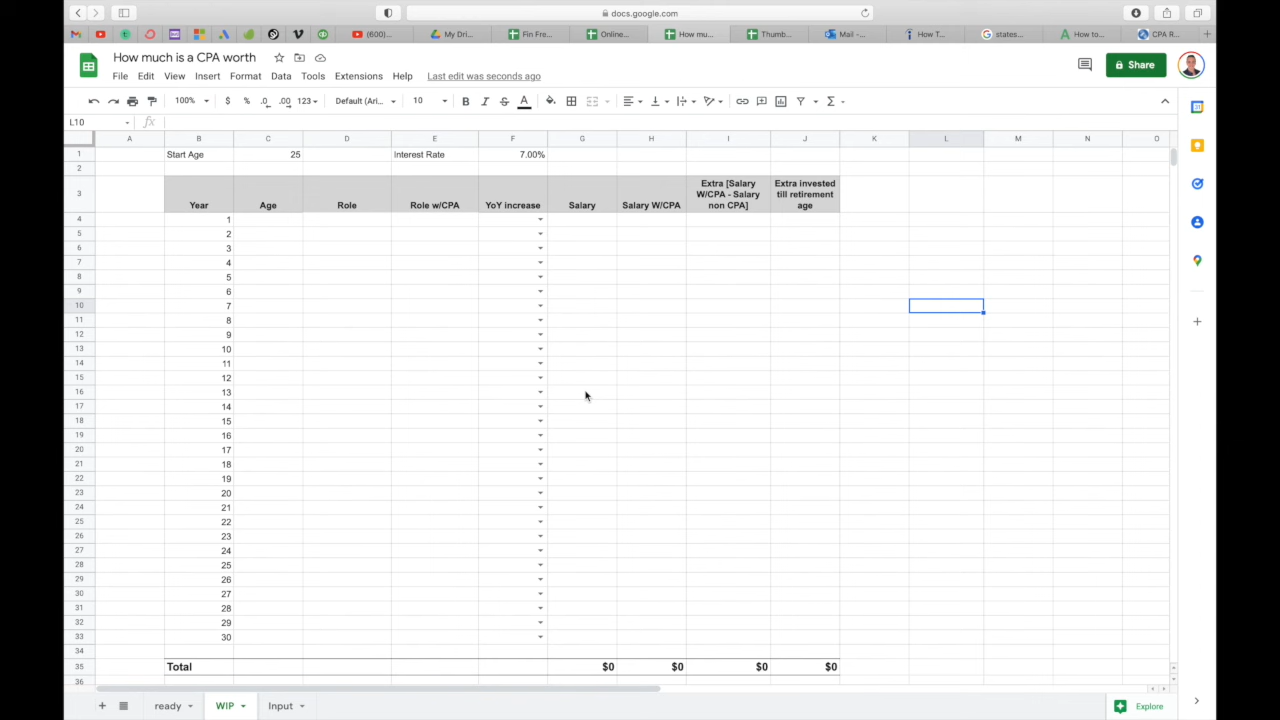 docs.google.com
(600)...
My Dri...
Fin Fre...
Online...
How mu...
Thumb...
Mail -...
How T...
states...
How to...
CPA R...
How much is a CPA worth
File Edit View Insert Format Data Tools Extensions Help Last edit was seconds ago
Share
100% $ % .0 .00 123 Default (Ari... 10 B I S A
L10 fx
A B C D E F G H I J K L M N O
1 Start Age 25 Interest Rate 7.00%
2
3 Year Age Role Role w/CPA YoY increase Salary Salary W/CPA Extra [Salary W/CPA - Salary non CPA] Extra invested till retirement age
4 1
5 2
6 3
7 4
8 5
9 6
10 7
11 8
12 9
13 10
14 11
15 12
16 13
17 14
18 15
19 16
20 17
21 18
22 19
23 20
24 21
25 22
26 23
27 24
28 25
29 26
30 27
31 28
32 29
33 30
34
35 Total $0 $0 $0 $0
36
ready WIP Input Explore